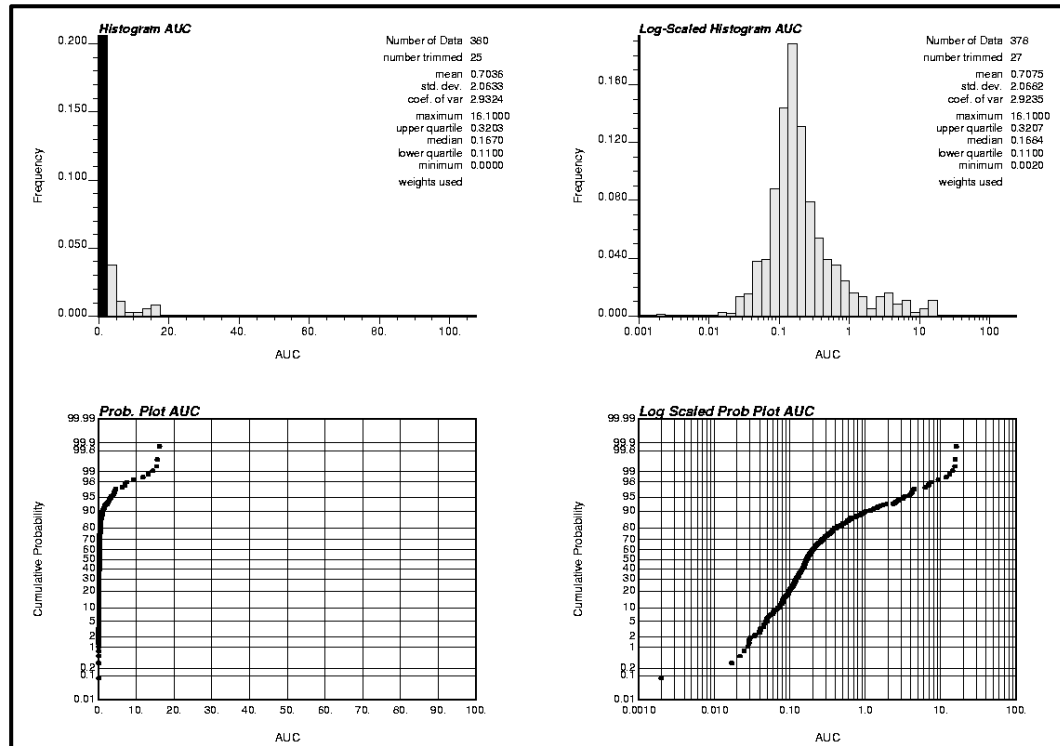 Histogram AUC
Frequency
0.200
0.150
0.100
0.050
0.000
0. 20.0 40. 60. 80. 100.
AUC
Number of Data 380
number trimmed 25
mean 0.7036
std. dev. 2.0633
coef. of var 2.9324
maximum 16.1000
upper quartile 0.3203
median 0.1670
lower quartile 0.1100
minimum 0.0000
weights used
Log-Scaled Histogram AUC
Frequency
0.160
0.120
0.080
0.040
0.000
0.001 0.01 0.1 1 10 100
AUC
Number of Data 378
number trimmed 27
mean 0.7075
std. dev. 2.0682
coef. of var 2.9235
maximum 16.1000
upper quartile 0.3207
median 0.1684
lower quartile 0.1100
minimum 0.0020
weights used
Prob. Plot AUC
Cumulative Probability
99.99
99.9
99.8
99
98
95
90
80
70
60
50
40
30
20
10
5
2
1
0.2
0.1
0.01
0. 10. 20. 30. 40. 50. 60. 70. 80. 90. 100.
AUC
Log Scaled Prob Plot AUC
Cumulative Probability
99.99
99.9
99.8
99
98
95
90
80
70
60
50
40
30
20
10
5
2
1
0.2
0.1
0.01
0.0010 0.010 0.10 1.0 10. 100.
AUC